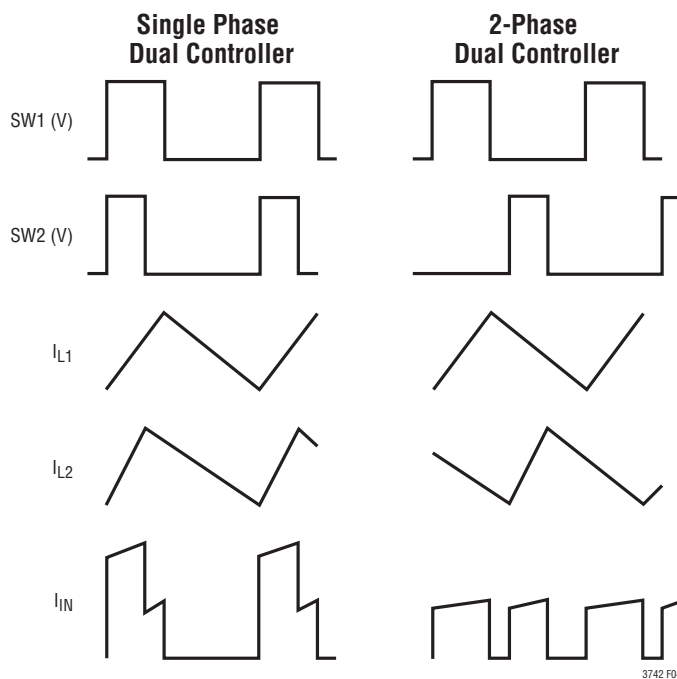 Single Phase
Dual Controller
2-Phase
Dual Controller
SW1 (V)
SW2 (V)
IL1
IL2
IIN
3742 F0